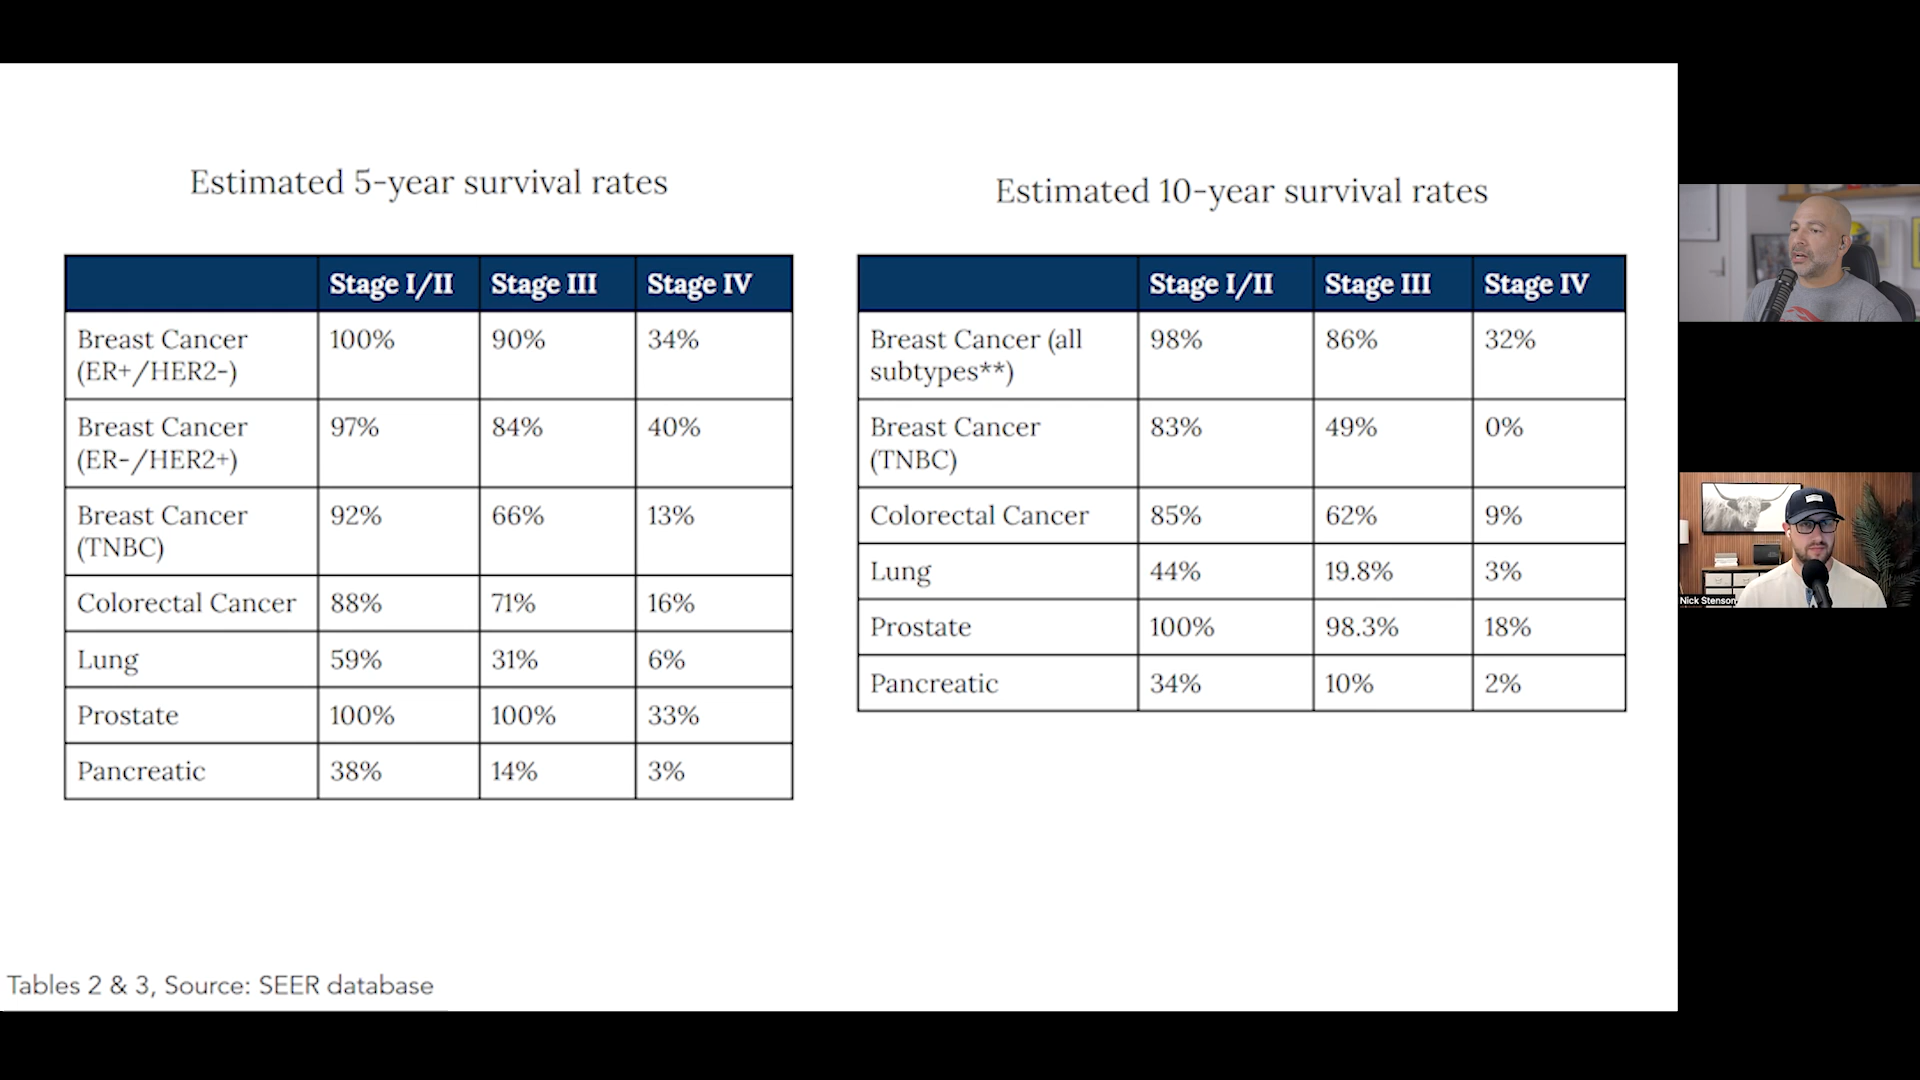 Estimated 5-year survival rates
Stage I/II Stage III Stage IV
Breast Cancer 100% 90% 34%
(ER+/HER2-)
Breast Cancer 97% 84% 40%
(ER-/HER2+)
Breast Cancer 92% 66% 13%
(TNBC)
Colorectal Cancer 88% 71% 16%
Lung 59% 31% 6%
Prostate 100% 100% 33%
Pancreatic 38% 14% 3%
Estimated 10-year survival rates
Stage I/II Stage III Stage IV
Breast Cancer (all 98% 86% 32%
subtypes**)
Breast Cancer 83% 49% 0%
(TNBC)
Colorectal Cancer 85% 62% 9%
Lung 44% 19.8% 3%
Prostate 100% 98.3% 18%
Pancreatic 34% 10% 2%
Tables 2 & 3, Source: SEER database
Nick Stenson